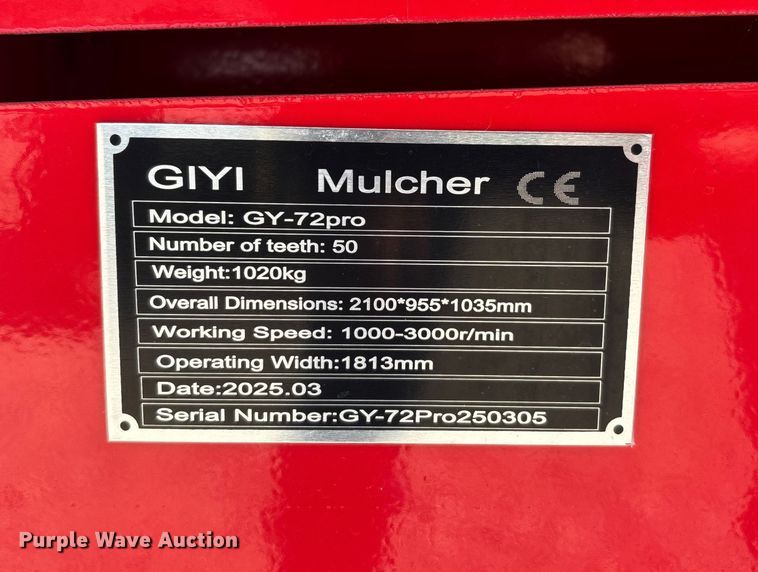 GIYI Mulcher CE
Model: GY-72pro
Number of teeth: 50
Weight:1020kg
Overall Dimensions: 2100*955*1035mm
Working Speed: 1000-3000r/min
Operating Width:1813mm
Date:2025.03
Serial Number:GY-72Pro250305
Purple Wave Auction